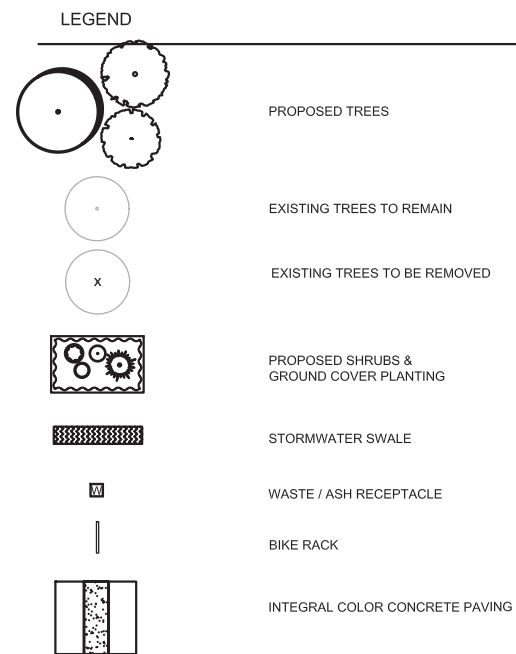 LEGEND
PROPOSED TREES
EXISTING TREES TO REMAIN
X
EXISTING TREES TO BE REMOVED
PROPOSED SHRUBS &
GROUND COVER PLANTING
STORMWATER SWALE
W
WASTE / ASH RECEPTACLE
BIKE RACK
INTEGRAL COLOR CONCRETE PAVING